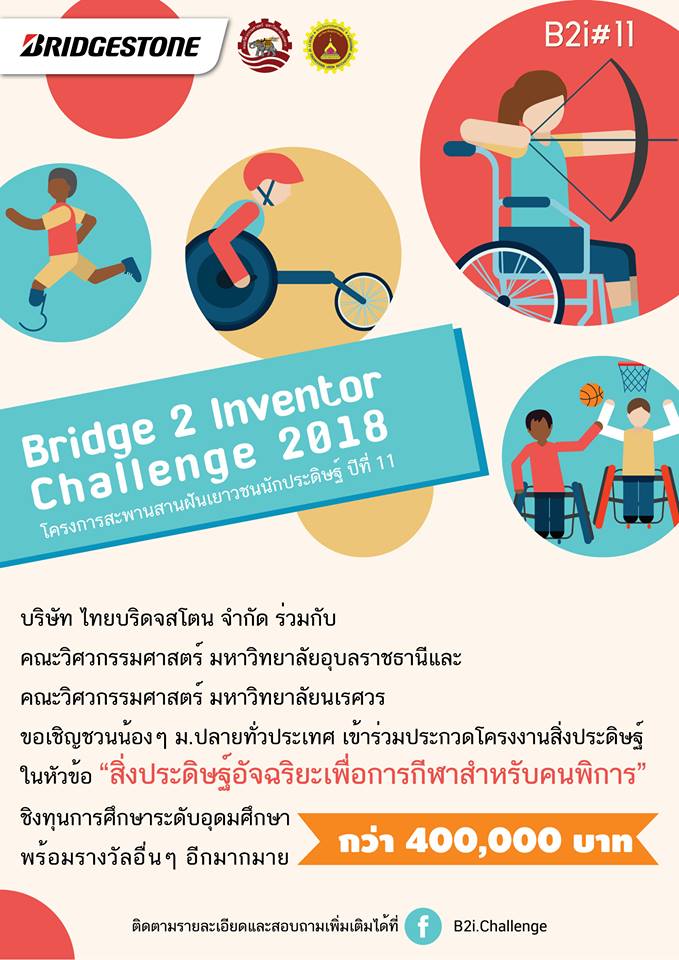 BRIDGESTONE
B2i#11
Bridge 2 Inventor
Challenge 2018
โครงการสะพานสานฝันเยาวชนนักประดิษฐ์ ปีที่ 11
บริษัท ไทยบริดจสโตน จำกัด ร่วมกับ
คณะวิศวกรรมศาสตร์ มหาวิทยาลัยอุบลราชธานีและ
คณะวิศวกรรมศาสตร์ มหาวิทยาลัยนเรศวร
ขอเชิญชวนน้องๆ ม.ปลายทั่วประเทศ เข้าร่วมประกวดโครงงานสิ่งประดิษฐ์
ในหัวข้อ “สิ่งประดิษฐ์อัจฉริยะเพื่อการกีฬาสำหรับคนพิการ”
ชิงทุนการศึกษาระดับอุดมศึกษา
พร้อมรางวัลอื่นๆ อีกมากมาย
กว่า 400,000 บาท
ติดตามรายละเอียดและสอบถามเพิ่มเติมได้ที่ f B2i.Challenge